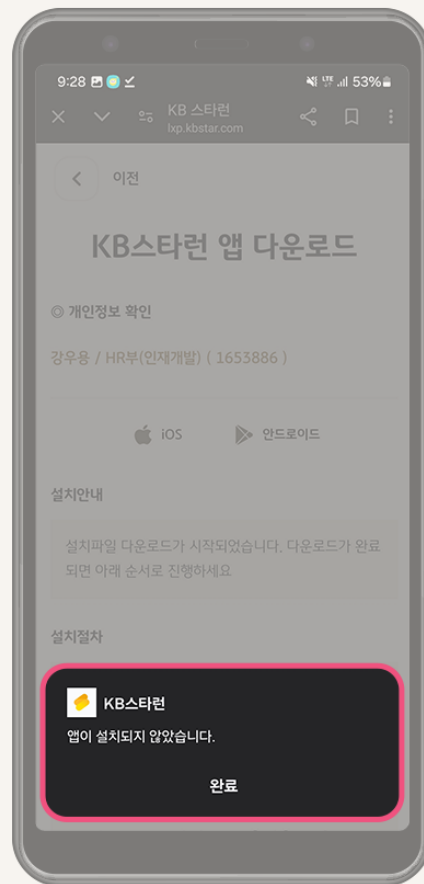 9:28 53%
KB 스타런
lxp.kbstar.com
이전
KB스타런 앱 다운로드
◎ 개인정보 확인
강우용 / HR부(인재개발) ( 1653886 )
iOS 안드로이드
설치안내
설치파일 다운로드가 시작되었습니다. 다운로드가 완료
되면 아래 순서로 진행하세요
설치절차
KB스타런
앱이 설치되지 않았습니다.
완료